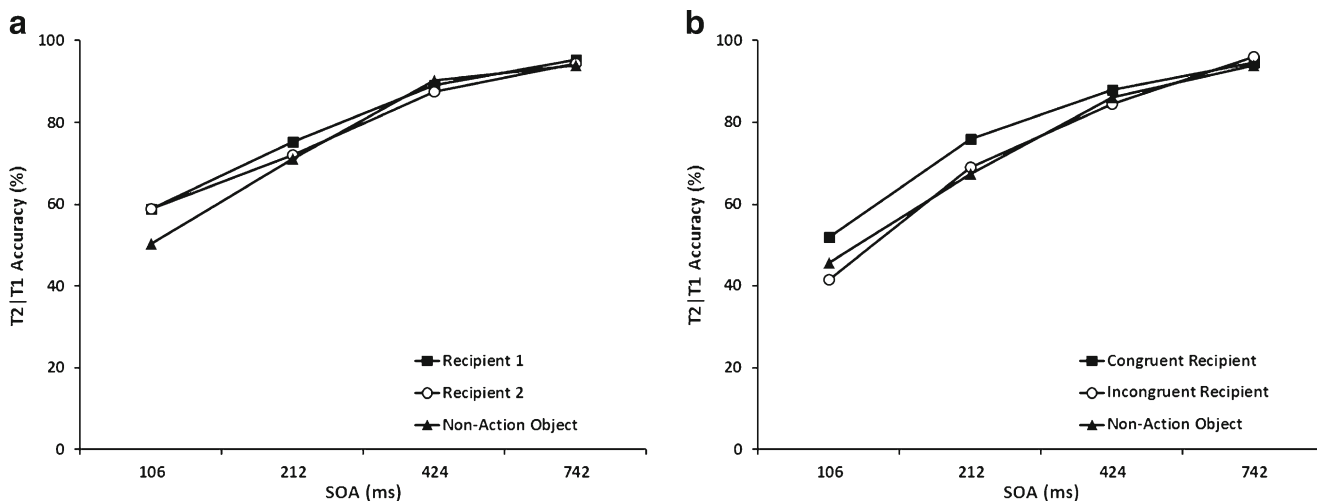 a
100
80
60
40
20
0
T2|T1 Accuracy (%)
Recipient 1
Recipient 2
Non-Action Object
106 212 424 742
SOA (ms)
b
100
80
60
40
20
0
T2|T1 Accuracy (%)
Congruent Recipient
Incongruent Recipient
Non-Action Object
106 212 424 742
SOA (ms)